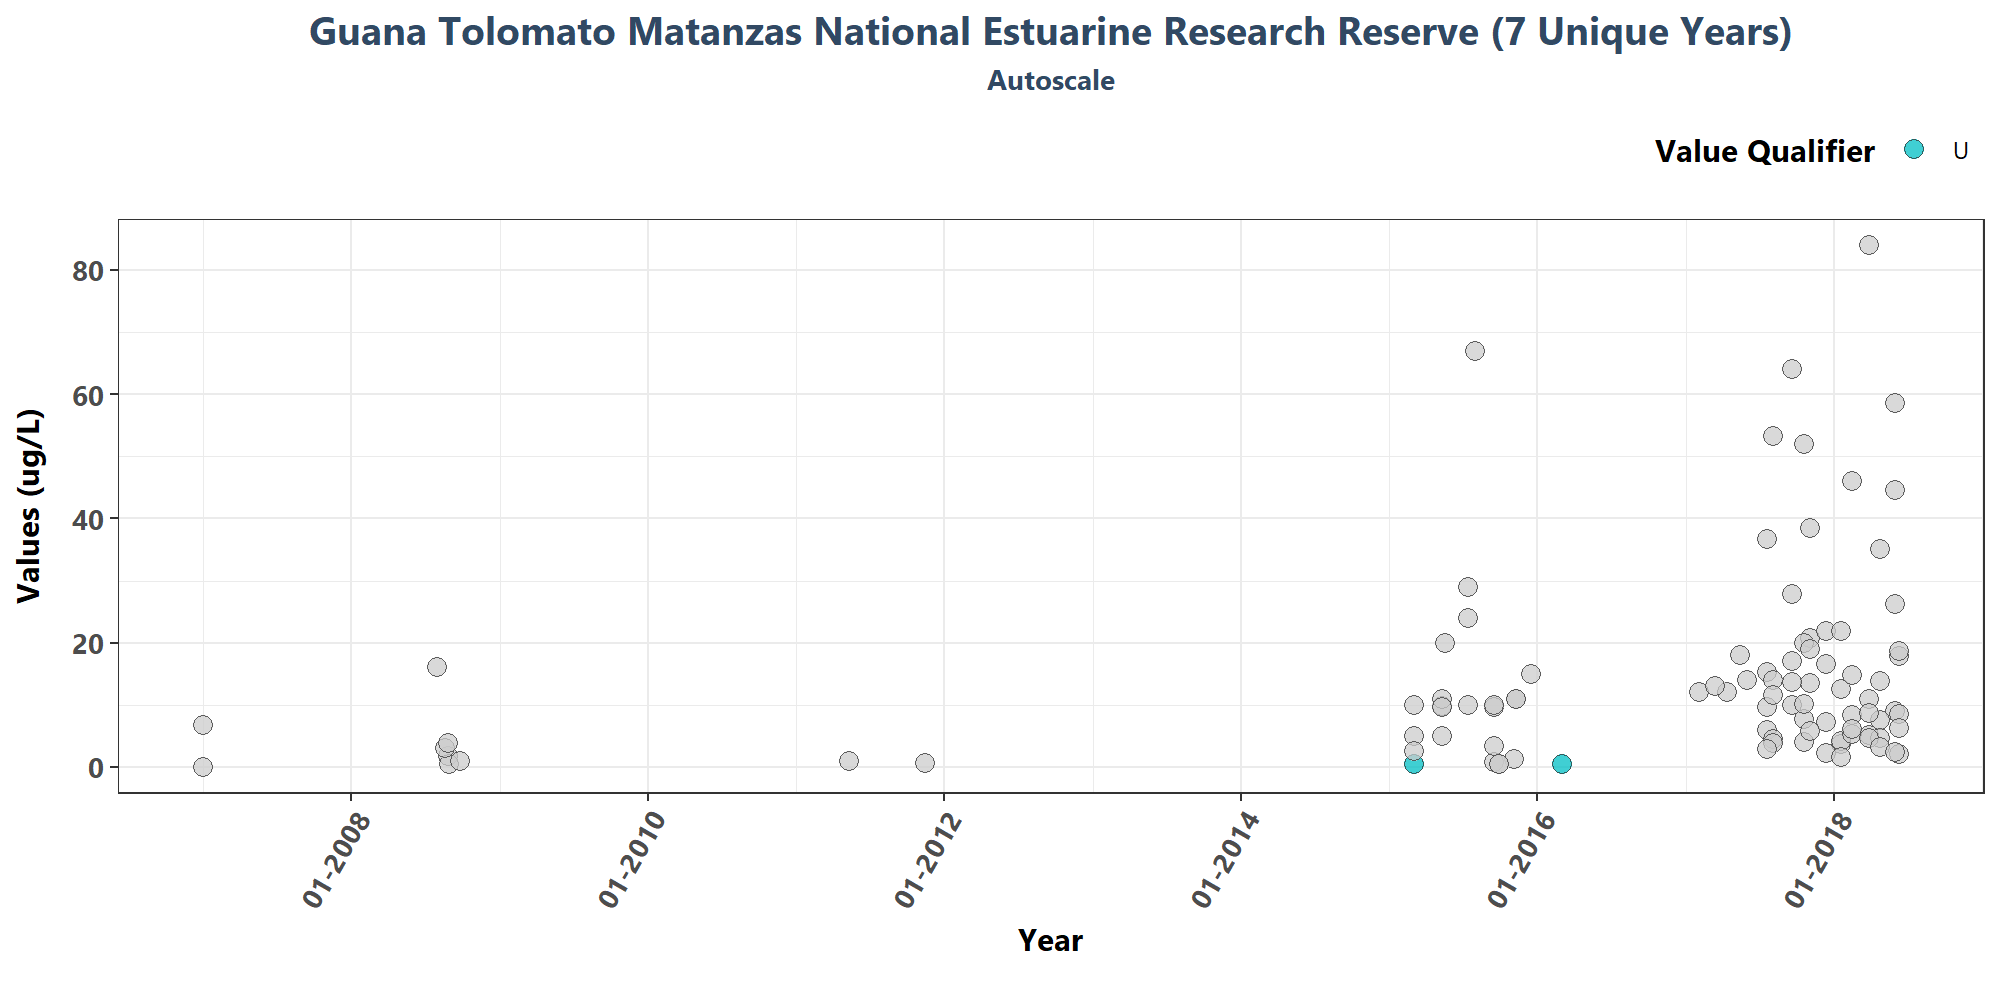 Guana Tolomato Matanzas National Estuarine Research Reserve (7 Unique Years)
Autoscale
Value Qualifier U
80
60
40
20
0
Values (ug/L)
01-2008
01-2010
01-2012
01-2014
01-2016
01-2018
Year